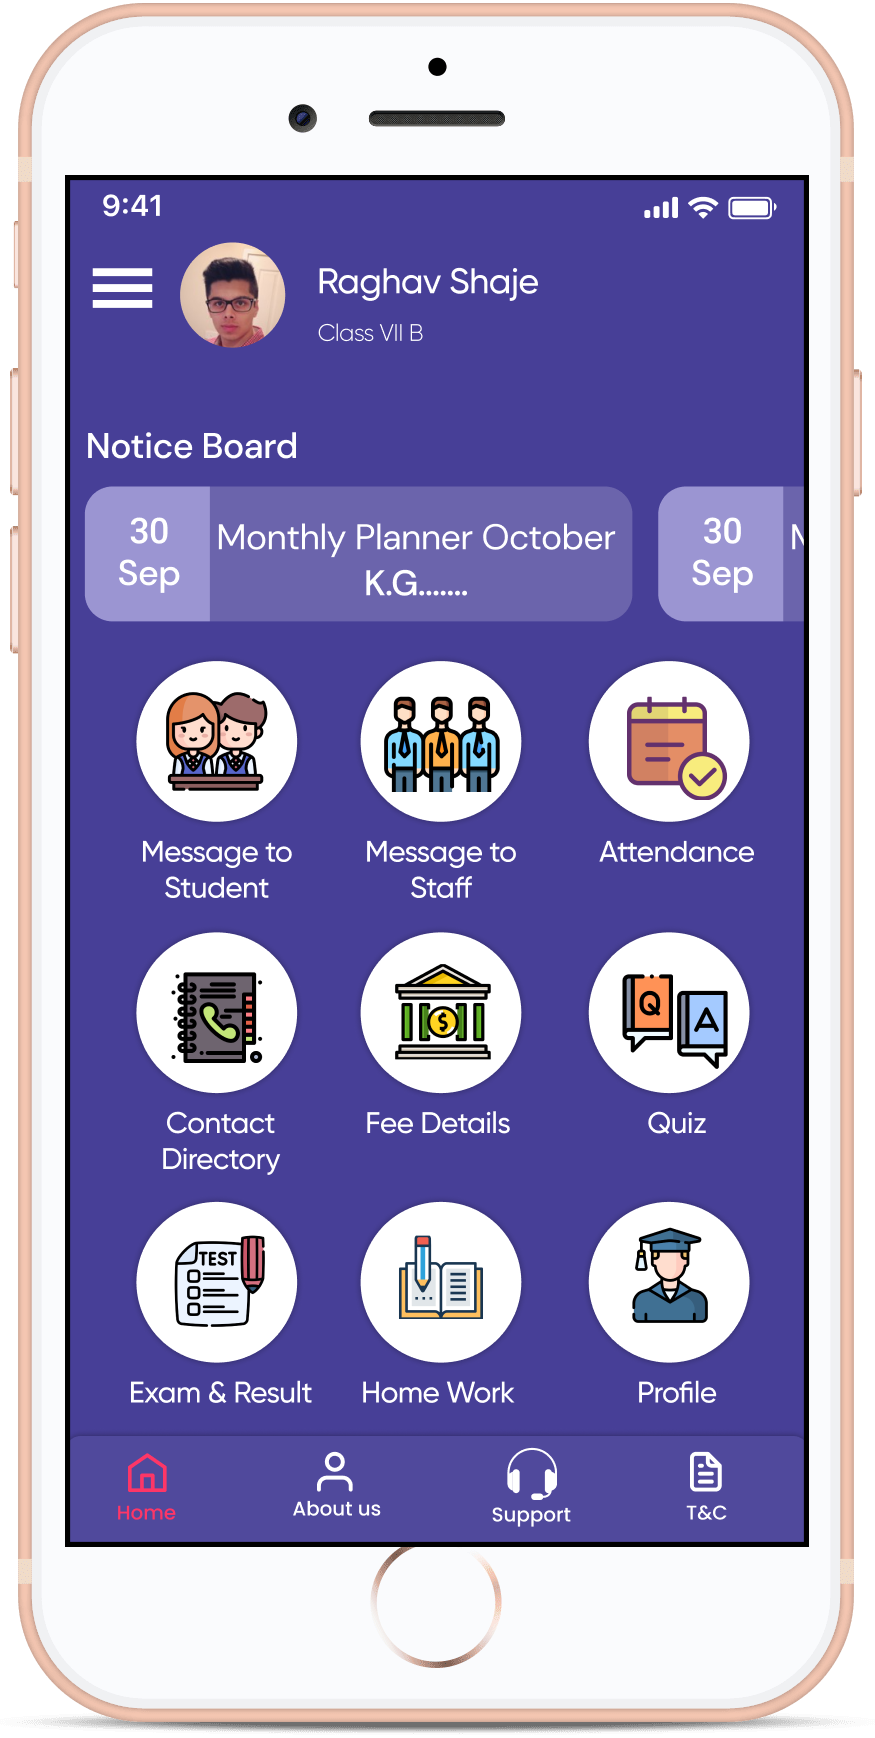 9:41
Raghav Shaje
Class VII B
Notice Board
30
Sep
Monthly Planner October
K.G.......
30
Sep
M
Message to
Student
Message to
Staff
Attendance
Contact
Directory
Fee Details
Q
A
Quiz
TEST
Exam & Result
Home Work
Profile
Home
About us
Support
T&C